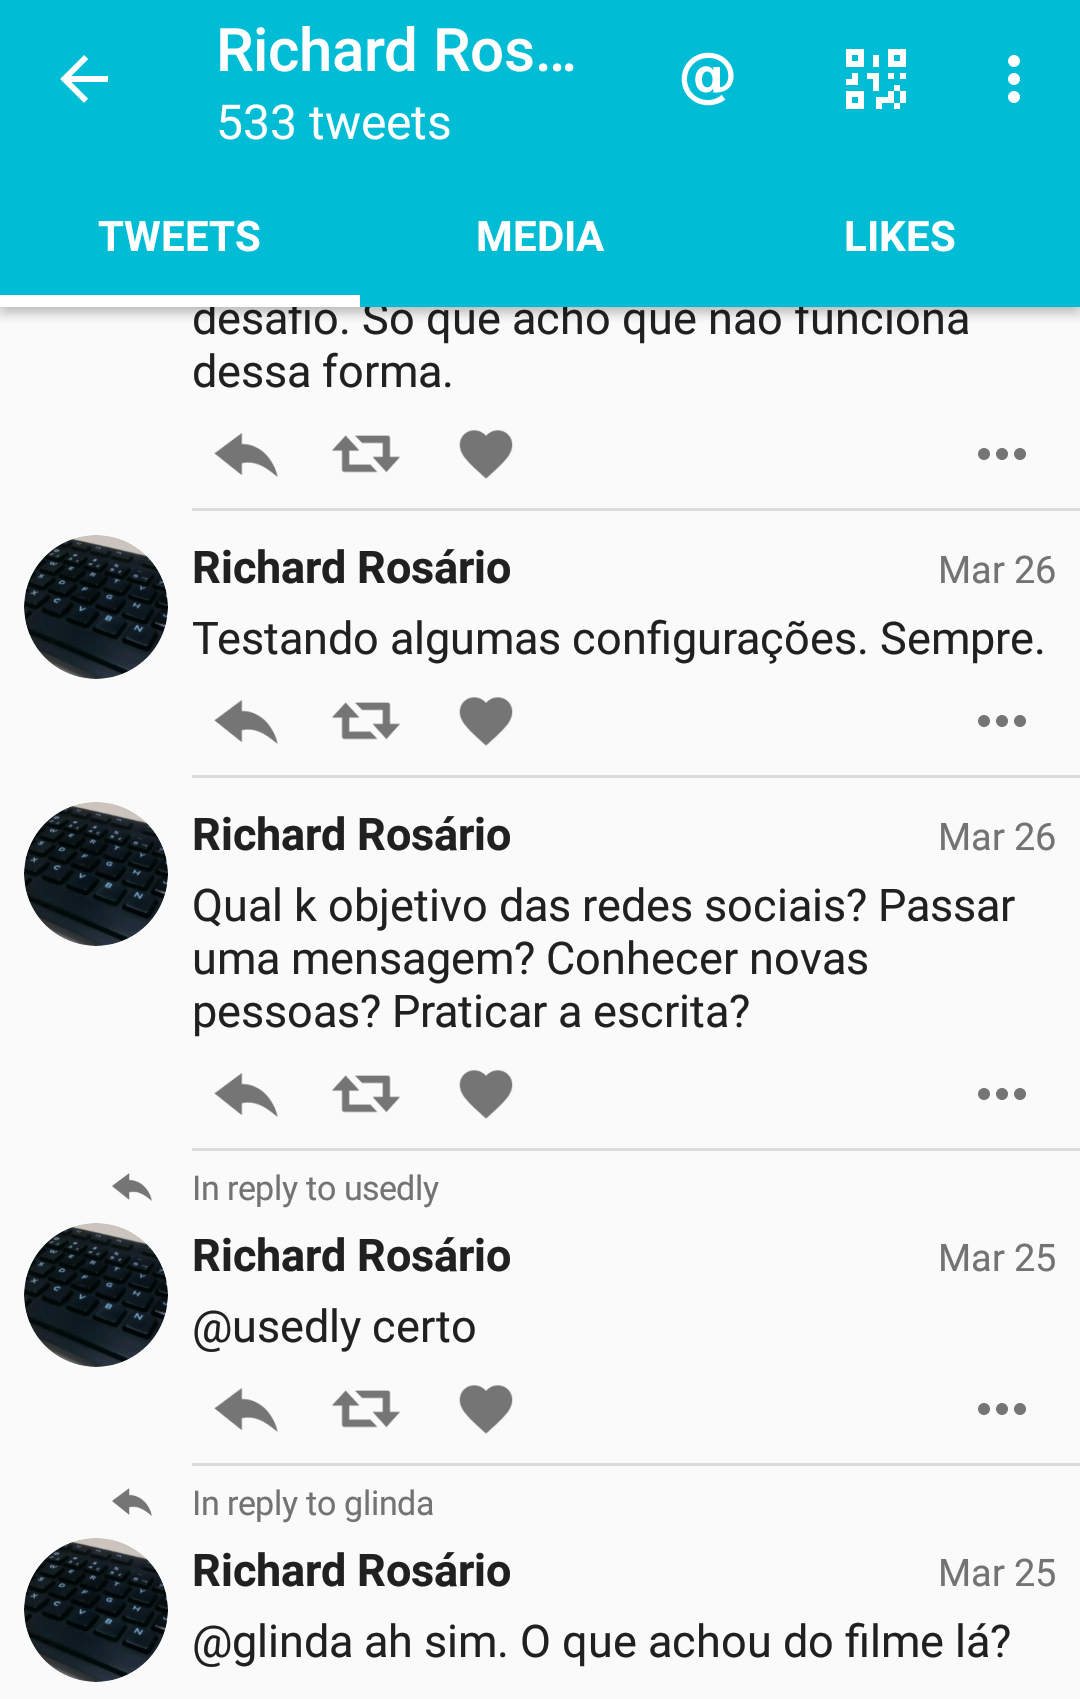 Richard Ros...
533 tweets
TWEETS
MEDIA
LIKES
desafio. Só que acho que não funciona
dessa forma.
Richard Rosário
Mar 26
Testando algumas configurações. Sempre.
Richard Rosário
Mar 26
Qual k objetivo das redes sociais? Passar
uma mensagem? Conhecer novas
pessoas? Praticar a escrita?
In reply to usedly
Richard Rosário
Mar 25
@usedly certo
In reply to glinda
Richard Rosário
Mar 25
@glinda ah sim. O que achou do filme lá?